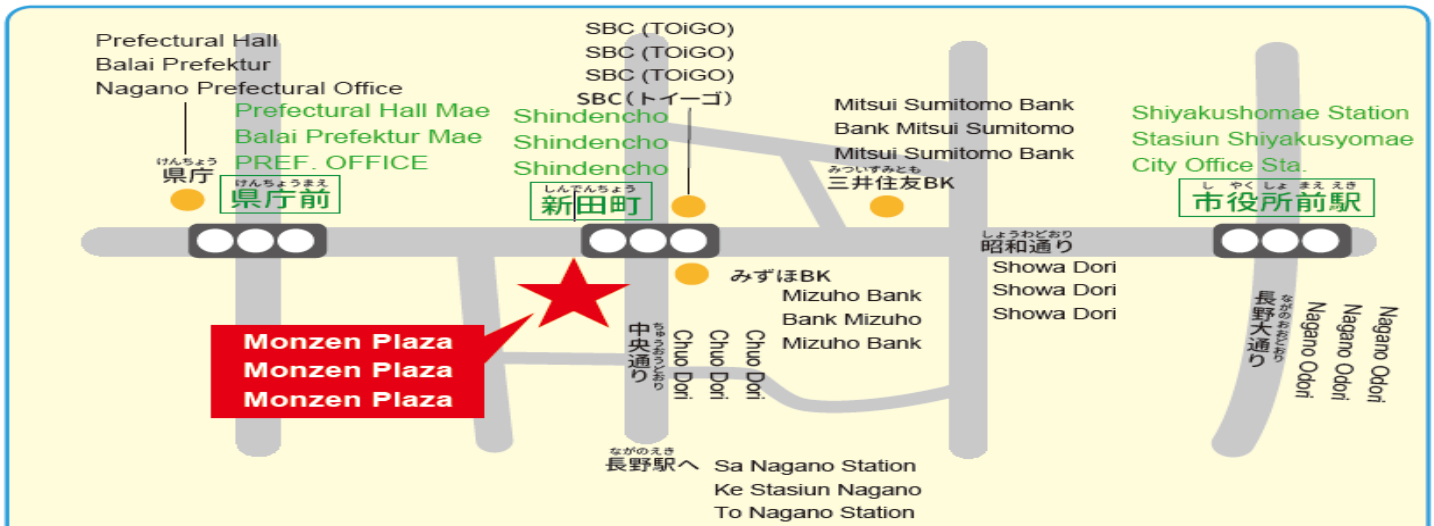 Prefectural Hall
Balai Prefektur
Nagano Prefectural Office
けんちょう
県庁
Prefectural Hall Mae
Balai Prefektur Mae
PREF. OFFICE
けんちょうまえ
県庁前
SBC (TOiGO)
SBC (TOiGO)
SBC (TOiGO)
SBC(トイーゴ)
Shindencho
Shindencho
Shindencho
しんでんちょう
新田町
Mitsui Sumitomo Bank
Bank Mitsui Sumitomo
Mitsui Sumitomo Bank
みついすみとも
三井住友BK
Shiyakushomae Station
Stasiun Shiyakusyomae
City Office Sta.
し やく しょ まえ えき
市役所前駅
しょうわどおり
昭和通り
Showa Dori
Showa Dori
Showa Dori
みずほBK
Mizuho Bank
Bank Mizuho
Mizuho Bank
Monzen Plaza
Monzen Plaza
Monzen Plaza
ちゅうおうどおり
中央通り
Chuo Dori
Chuo Dori
Chuo Dori
ながのおおどおり
長野大通り
Nagano Odori
Nagano Odori
Nagano Odori
ながのえき
長野駅へ
Sa Nagano Station
Ke Stasiun Nagano
To Nagano Station